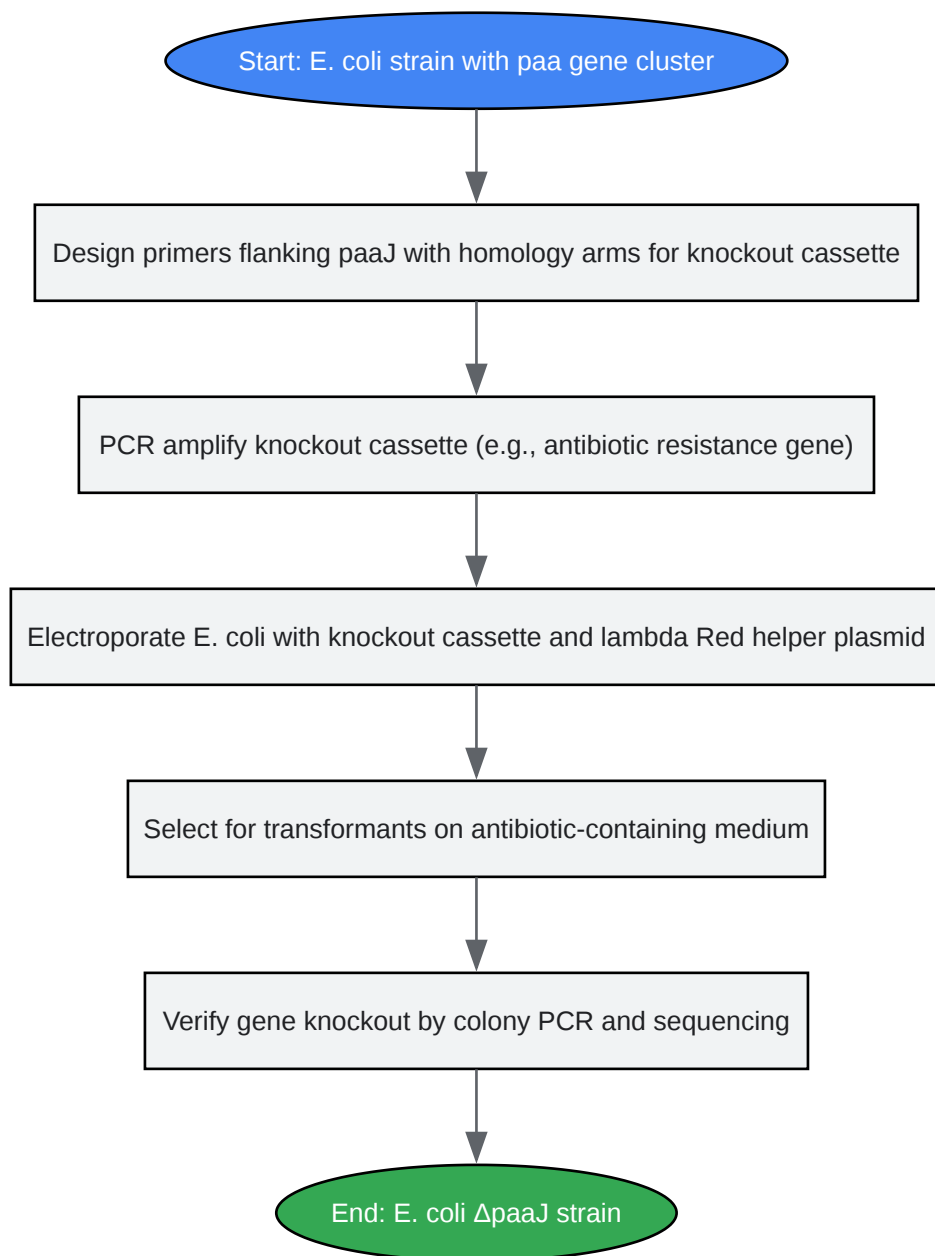 Start: E. coli strain with paa gene cluster
Design primers flanking paaJ with homology arms for knockout cassette
PCR amplify knockout cassette (e.g., antibiotic resistance gene)
Electroporate E. coli with knockout cassette and lambda Red helper plasmid
Select for transformants on antibiotic-containing medium
Verify gene knockout by colony PCR and sequencing
End: E. coli ΔpaaJ strain